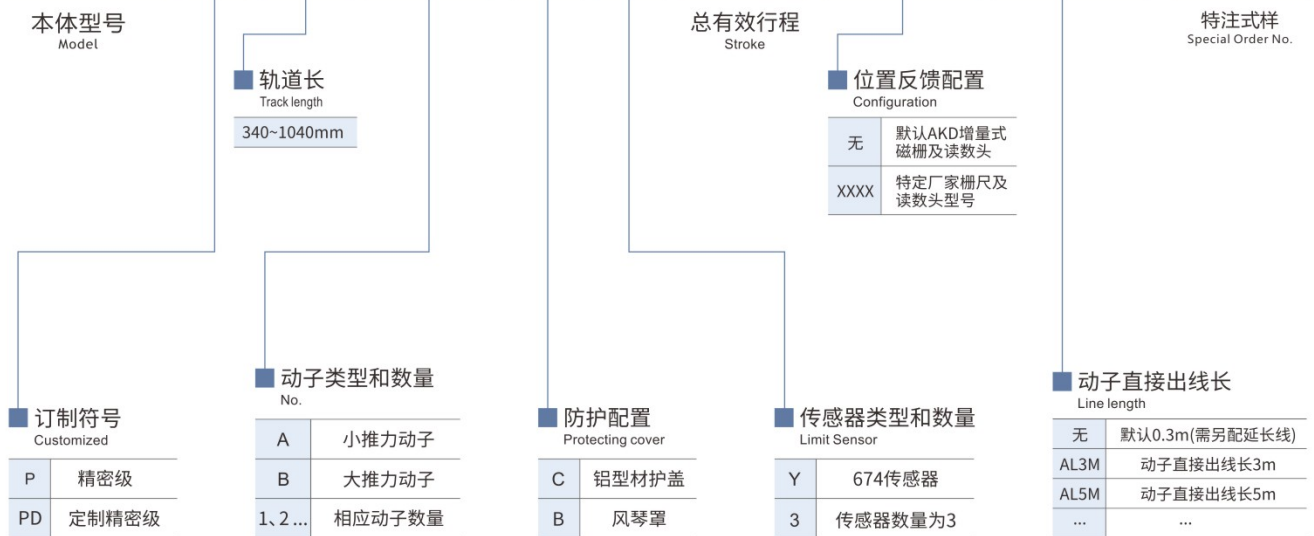 本体型号
Model
总有效行程
Stroke
特注式样
Special Order No.
轨道长
Track length
340~1040mm
位置反馈配置
Configuration
无 默认AKD增量式
磁栅及读数头
XXXX 特定厂家栅尺及
读数头型号
订制符号
Customized
P 精密级
PD 定制精密级
动子类型和数量
No.
A 小推力动子
B 大推力动子
1、2... 相应动子数量
防护配置
Protecting cover
C 铝型材护盖
B 风琴罩
传感器类型和数量
Limit Sensor
Y 674传感器
3 传感器数量为3
动子直接出线长
Line length
无 默认0.3m(需另配延长线)
AL3M 动子直接出线长3m
AL5M 动子直接出线长5m
... ...